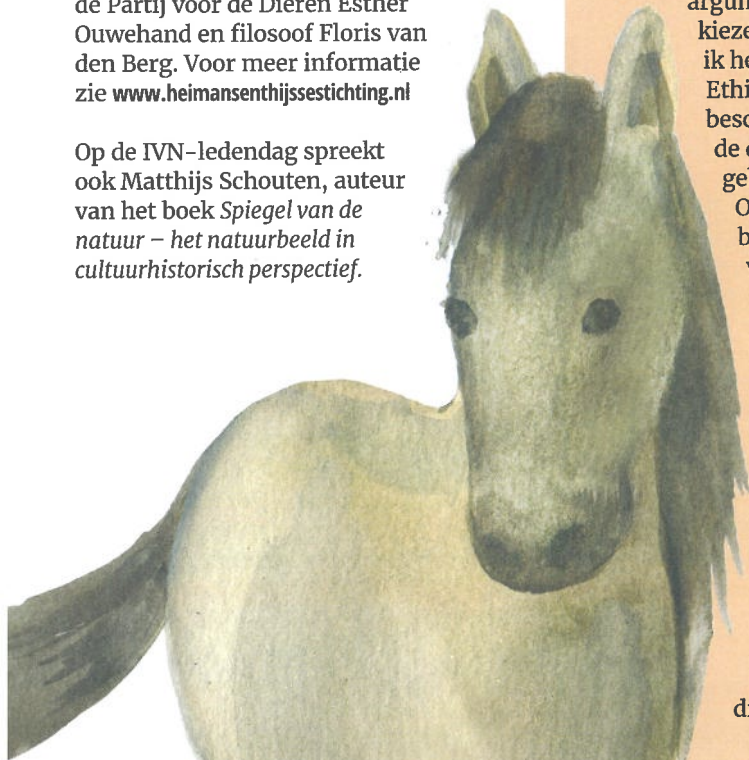 de Partij voor de Dieren Esther
Ouwehand en filosoof Floris van
den Berg. Voor meer informatie
zie www.heimansenthijssestichting.nl
Op de IVN-ledendag spreekt
ook Matthijs Schouten, auteur
van het boek Spiegel van de
natuur – het natuurbeeld in
cultuurhistorisch perspectief.
ik he
de